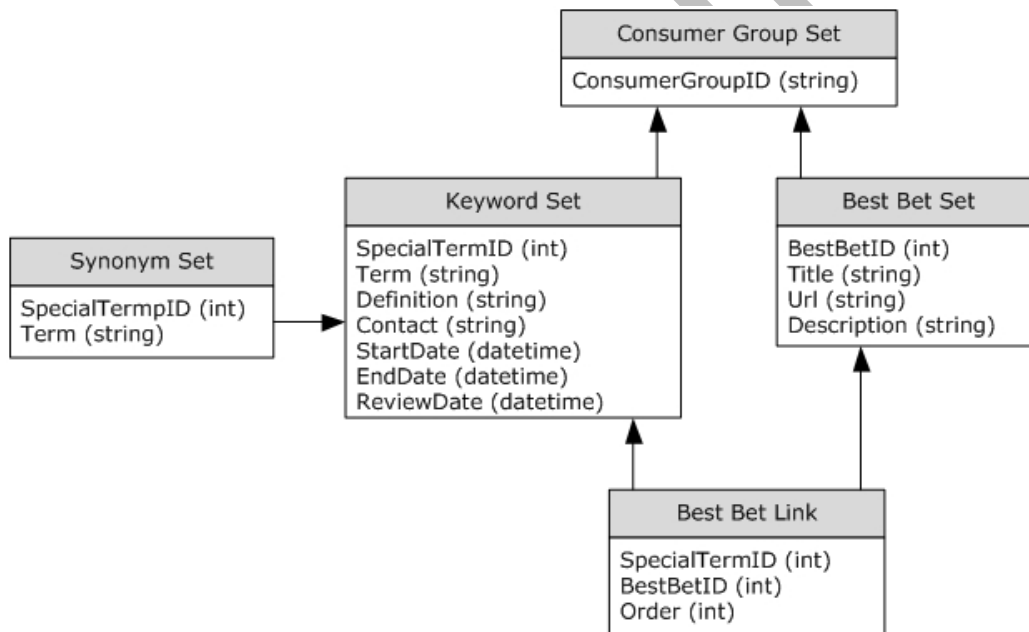 Consumer Group Set
ConsumerGroupID (string)
Keyword Set
SpecialTermID (int)
Term (string)
Definition (string)
Contact (string)
StartDate (datetime)
EndDate (datetime)
ReviewDate (datetime)
Best Bet Set
BestBetID (int)
Title (string)
Url (string)
Description (string)
Synonym Set
SpecialTermpID (int)
Term (string)
Best Bet Link
SpecialTermID (int)
BestBetID (int)
Order (int)